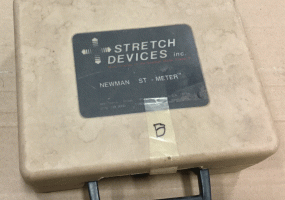 STRETCH
DEVICES inc.
NEWMAN ST-METER
B